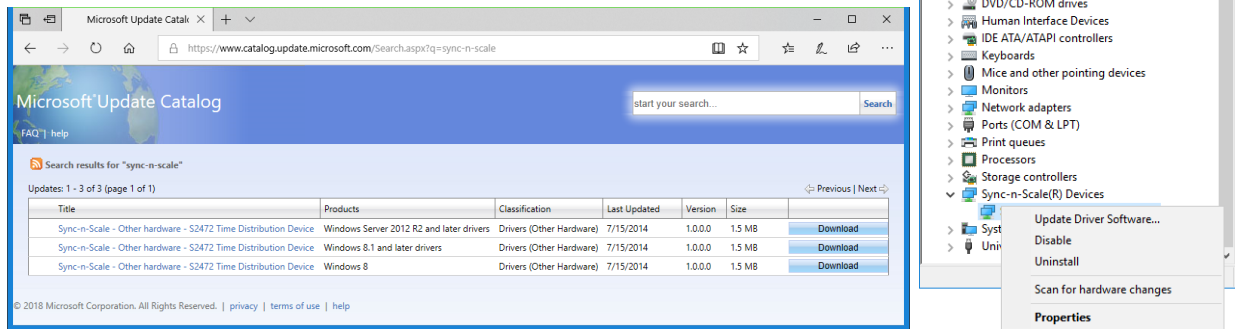 Microsoft Update Catalc
https://www.catalog.update.microsoft.com/Search.aspx?q=sync-n-scale
Microsoft® Update Catalog
start your search...
Search
FAQ | help
Search results for "sync-n-scale"
Updates: 1 - 3 of 3 (page 1 of 1)
Previous | Next
Title Products Classification Last Updated Version Size
Sync-n-Scale - Other hardware - S2472 Time Distribution Device Windows Server 2012 R2 and later drivers Drivers (Other Hardware) 7/15/2014 1.0.0.0 1.5 MB Download
Sync-n-Scale - Other hardware - S2472 Time Distribution Device Windows 8.1 and later drivers Drivers (Other Hardware) 7/15/2014 1.0.0.0 1.5 MB Download
Sync-n-Scale - Other hardware - S2472 Time Distribution Device Windows 8 Drivers (Other Hardware) 7/15/2014 1.0.0.0 1.5 MB Download
© 2018 Microsoft Corporation. All Rights Reserved. | privacy | terms of use | help
DVD/CD-ROM drives
Human Interface Devices
IDE ATA/ATAPI controllers
Keyboards
Mice and other pointing devices
Monitors
Network adapters
Ports (COM & LPT)
Print queues
Processors
Storage controllers
Sync-n-Scale(R) Devices
Syst
Uni
Update Driver Software...
Disable
Uninstall
Scan for hardware changes
Properties